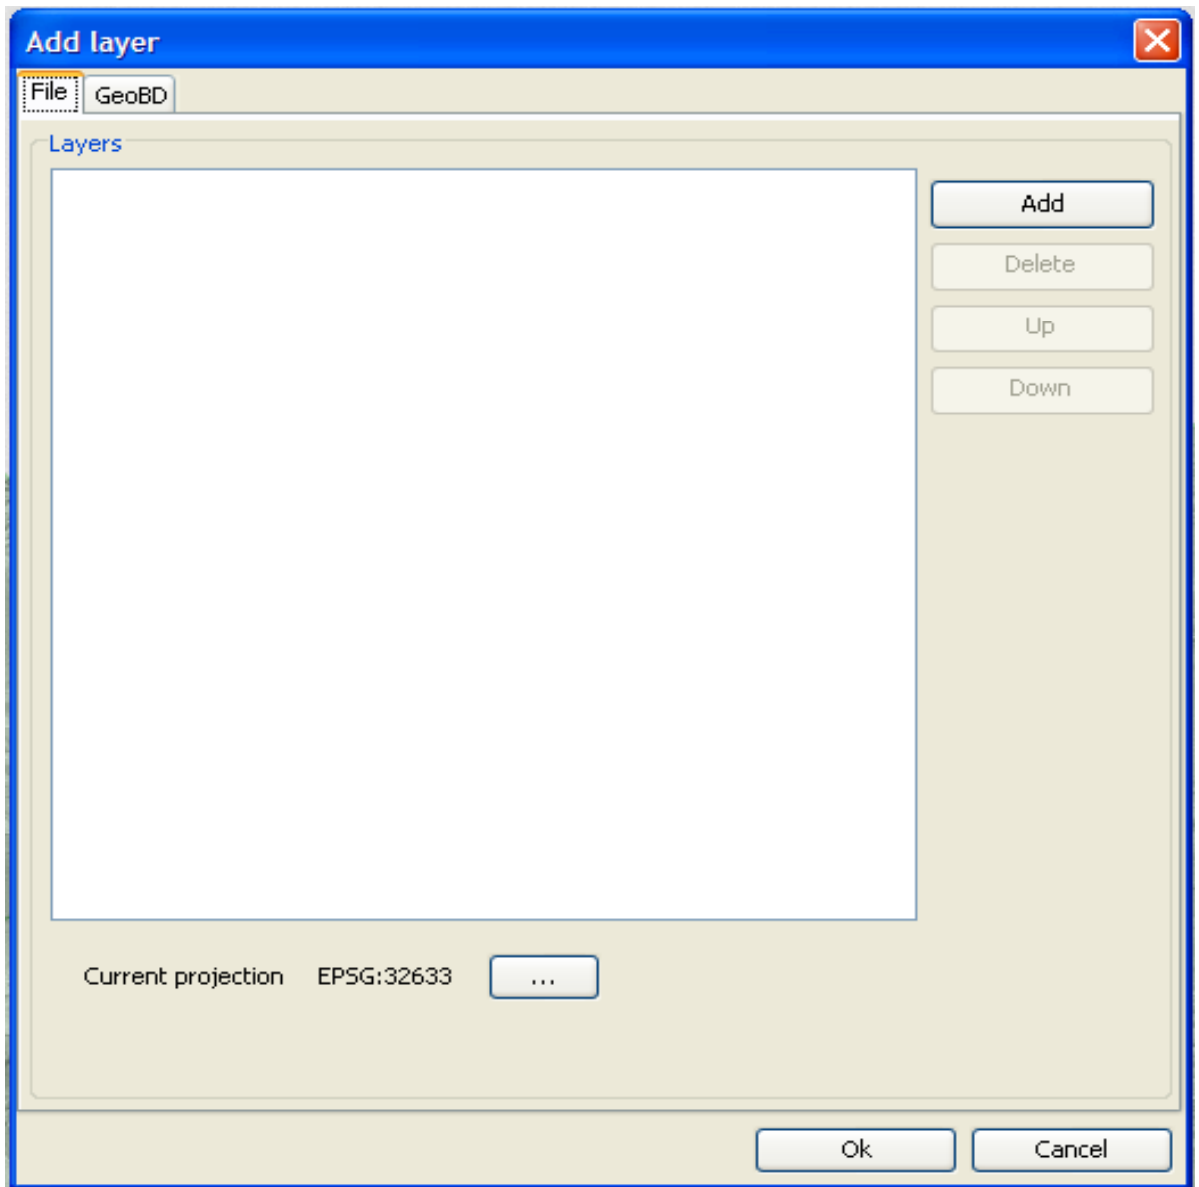 Add layer
File GeoBD
Layers
Add
Delete
Up
Down
Current projection EPSG:32633 ...
Ok Cancel